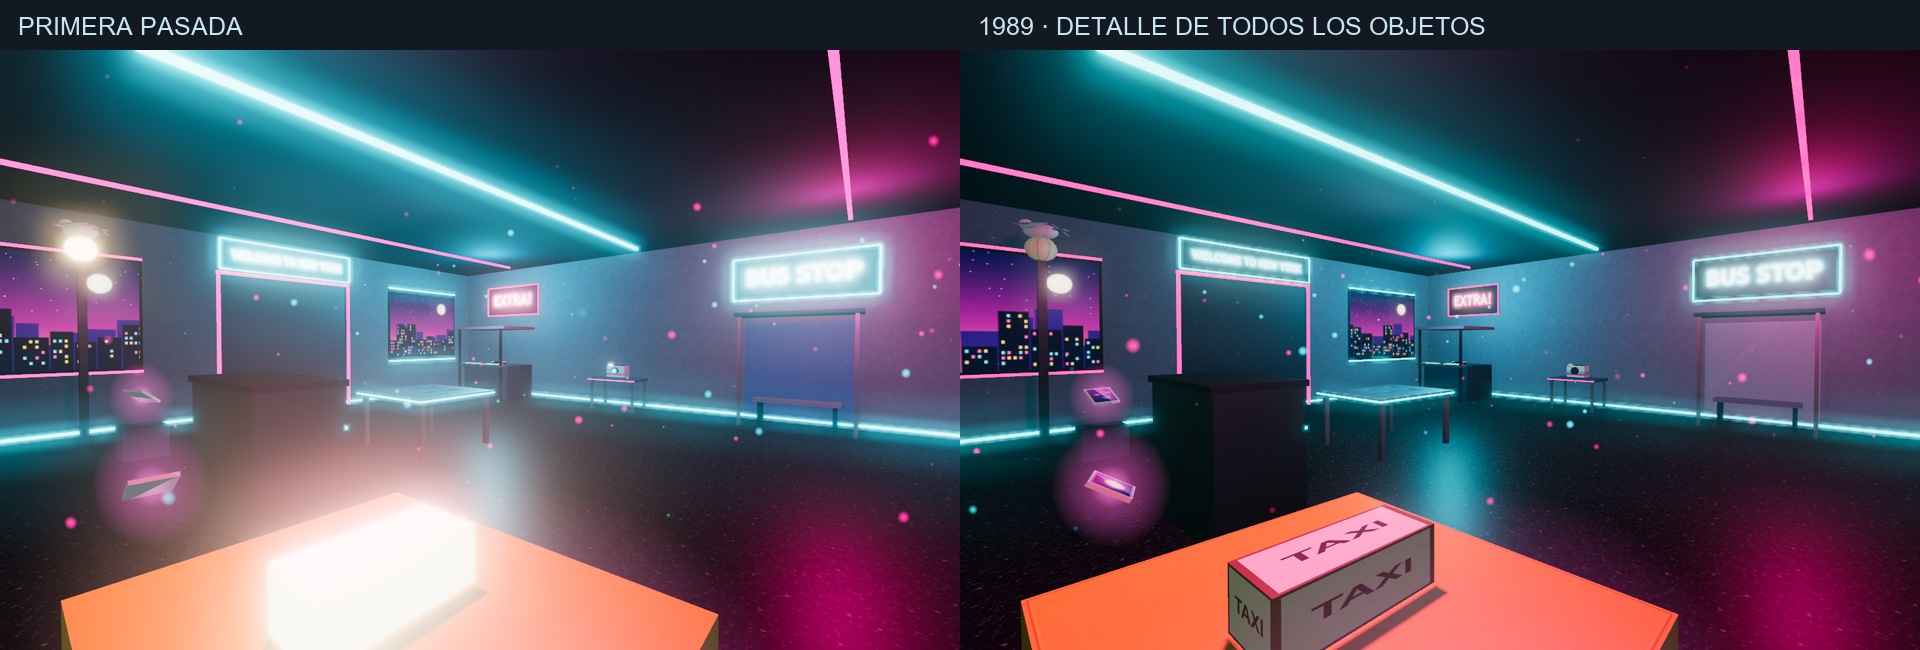 PRIMERA PASADA
1989 · DETALLE DE TODOS LOS OBJETOS
WELCOME TO NEW YORK
EXTRA!
BUS STOP
WELCOME TO NEW YORK
EXTRA!
BUS STOP
TAXI
TAXI
TAXI